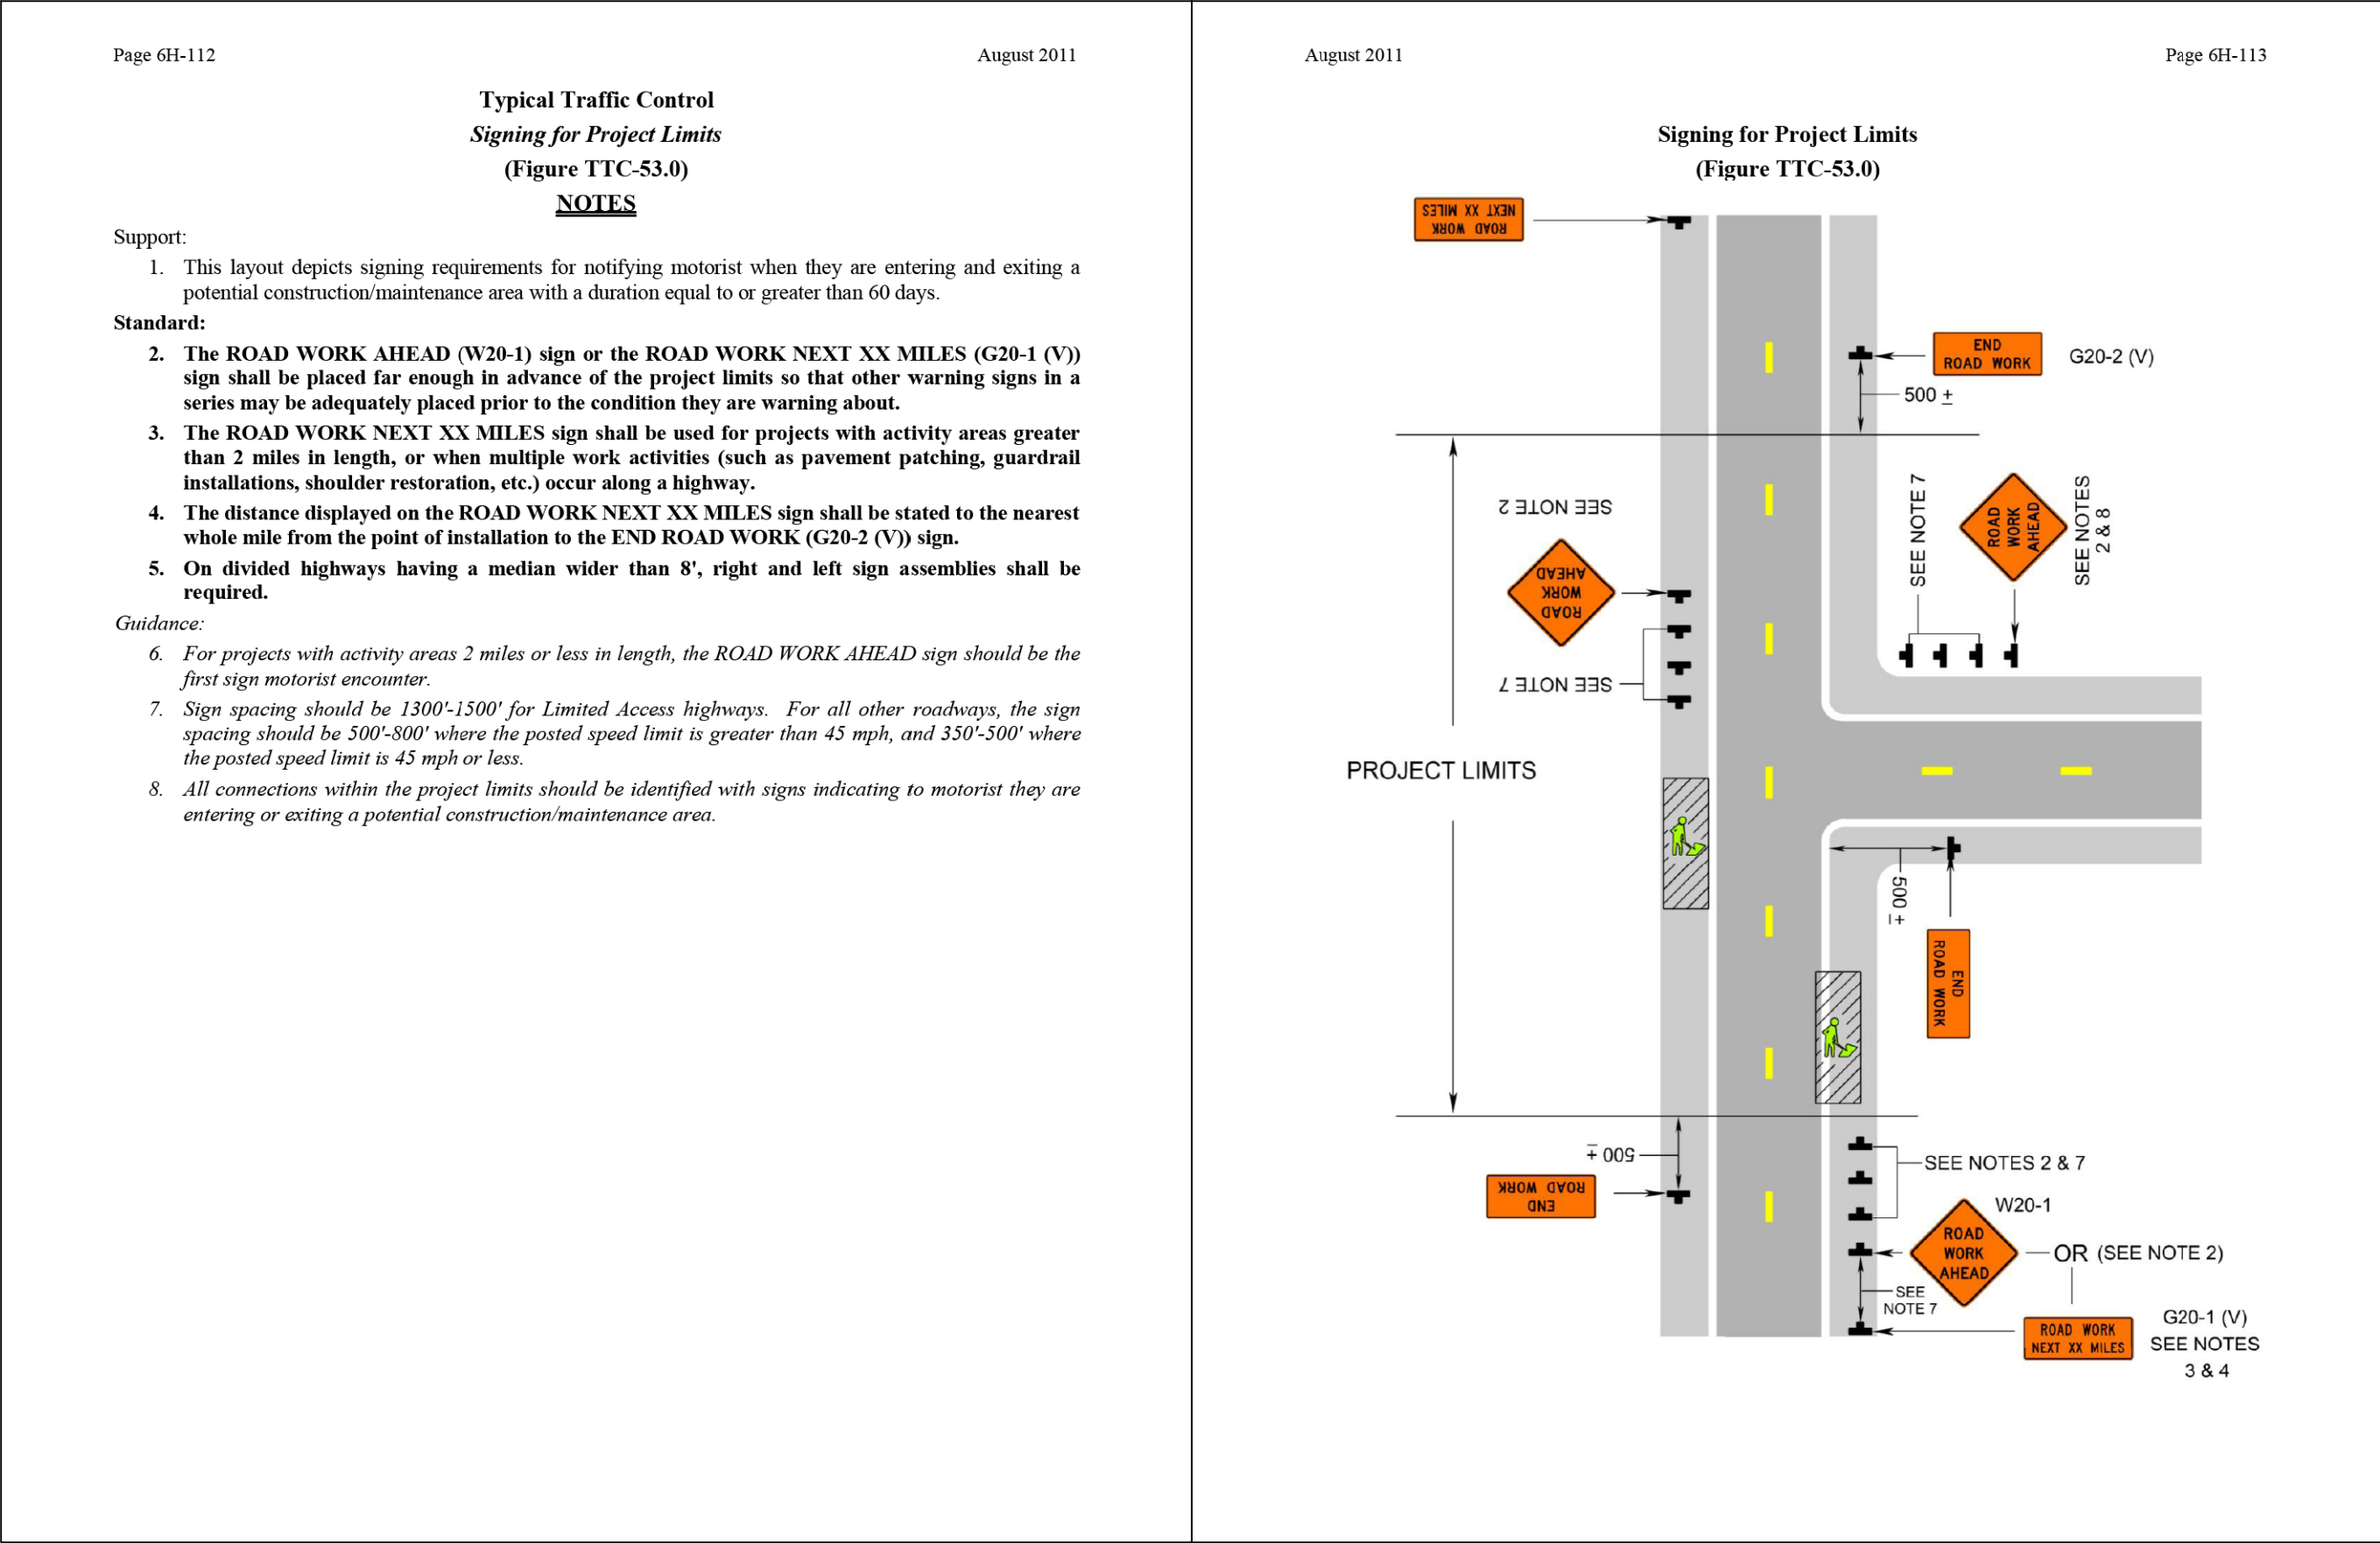 Page 6H-112
August 2011
Typical Traffic Control
Signing for Project Limits
(Figure TTC-53.0)
NOTES
Support:
1. This layout depicts signing requirements for notifying motorist when they are entering and exiting a
potential construction/maintenance area with a duration equal to or greater than 60 days.
Standard:
2. The ROAD WORK AHEAD (W20-1) sign or the ROAD WORK NEXT XX MILES (G20-1 (V))
sign shall be placed far enough in advance of the project limits so that other warning signs in a
series may be adequately placed prior to the condition they are warning about.
3. The ROAD WORK NEXT XX MILES sign shall be used for projects with activity areas greater
than 2 miles in length, or when multiple work activities (such as pavement patching, guardrail
installations, shoulder restoration, etc.) occur along a highway.
4. The distance displayed on the ROAD WORK NEXT XX MILES sign shall be stated to the nearest
whole mile from the point of installation to the END ROAD WORK (G20-2 (V)) sign.
5. On divided highways having a median wider than 8', right and left sign assemblies shall be
required.
Guidance:
6. For projects with activity areas 2 miles or less in length, the ROAD WORK AHEAD sign should be the
first sign motorist encounter.
7. Sign spacing should be 1300'-1500' for Limited Access highways. For all other roadways, the sign
spacing should be 500'-800' where the posted speed limit is greater than 45 mph, and 350'-500' where
the posted speed limit is 45 mph or less.
8. All connections within the project limits should be identified with signs indicating to motorist they are
entering or exiting a potential construction/maintenance area.
August 2011
Page 6H-113
Signing for Project Limits
(Figure TTC-53.0)
ROAD WORK
NEXT XX MILES
END
ROAD WORK
G20-2 (V)
500 ±
SEE NOTE 2
ROAD
WORK
AHEAD
SEE NOTE 7
SEE NOTE 7
ROAD
WORK
AHEAD
SEE NOTES
2 & 8
PROJECT LIMITS
500 ±
END
ROAD WORK
500 ±
END
ROAD WORK
SEE NOTES 2 & 7
W20-1
ROAD
WORK
AHEAD
OR (SEE NOTE 2)
SEE
NOTE 7
ROAD WORK
NEXT XX MILES
G20-1 (V)
SEE NOTES
3 & 4